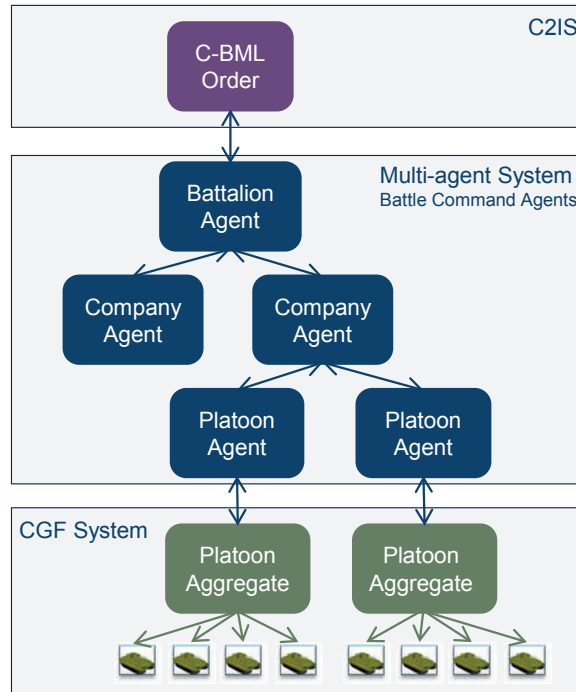 C2IS
C-BML
Order
Multi-agent System
Battle Command Agents
Battalion
Agent
Company
Agent
Company
Agent
Platoon
Agent
Platoon
Agent
CGF System
Platoon
Aggregate
Platoon
Aggregate